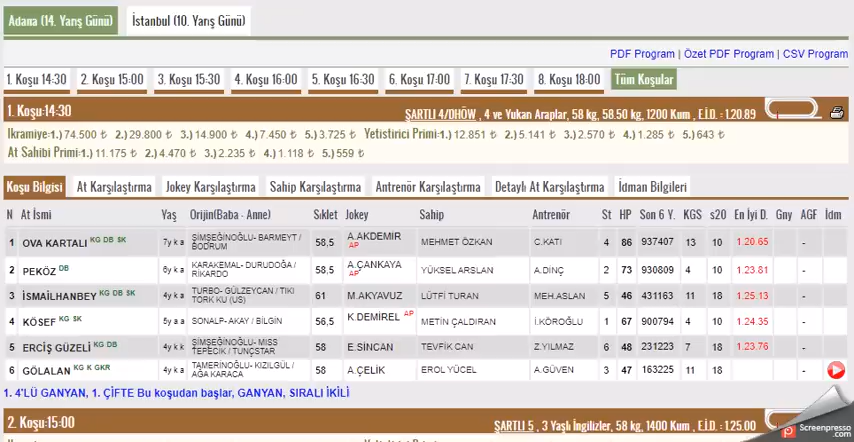 Adana (14. Yarış Günü) İstanbul (10. Yarış Günü)
PDF Program | Özet PDF Program | CSV Program
1. Koşu 14:30 2. Koşu 15:00 3. Koşu 15:30 4. Koşu 16:00 5. Koşu 16:30 6. Koşu 17:00 7. Koşu 17:30 8. Koşu 18:00 Tüm Koşular
1. Koşu:14:30 ŞARTLI 4/DHÖW , 4 ve Yukarı Araplar, 58 kg, 58.50 kg, 1200 Kum , E.İ.D. : 1.20.89
Ikramiye: 1.) 74.500 ₺ 2.) 29.800 ₺ 3.) 14.900 ₺ 4.) 7.450 ₺ 5.) 3.725 ₺ Yetistirici Primi: 1.) 12.851 ₺ 2.) 5.141 ₺ 3.) 2.570 ₺ 4.) 1.285 ₺ 5.) 643 ₺
At Sahibi Primi: 1.) 11.175 ₺ 2.) 4.470 ₺ 3.) 2.235 ₺ 4.) 1.118 ₺ 5.) 559 ₺
Koşu Bilgisi At Karşılaştırma Jokey Karşılaştırma Sahip Karşılaştırma Antrenör Karşılaştırma Detaylı At Karşılaştırma İdman Bilgileri
N At İsmi Yaş Orijin(Baba - Anne) Sıklet Jokey Sahip Antrenör St HP Son 6 Y. KGS s20 En İyi D. Gny AGF İdm
1 OVA KARTALI KG DB SK 7y k a ŞİMŞEĞİNOĞLU- BARMEYT / BODRUM 58,5 A.AKDEMİR AP MEHMET ÖZKAN C.KATI 4 86 937407 13 10 1.20.65 -
2 PEKÖZ DB 6y k a KARAKEMAL- DURUDOĞA / RİKARDO 58,5 A.ÇANKAYA AP YÜKSEL ARSLAN A.DİNÇ 2 73 930809 4 10 1.23.81 -
3 İSMAİLHANBEY KG DB SK 4y k a TURBO- GÜLZEYCAN / TIKI TORK KU (US) 61 M.AKYAVUZ LÜTFİ TURAN MEH.ASLAN 5 46 431163 11 18 1.25.13 -
4 KÖSEF KG SK 5y a a SONALP- AKAY / BİLGİN 56,5 K.DEMİREL AP METİN ÇALDIRAN İ.KÖROĞLU 1 67 900794 4 10 1.24.35 -
5 ERCİŞ GÜZELİ KG DB 4y k k ŞİMŞEĞİNOĞLU- MISS TEPECIK / TUNÇSTAR 58 E.SİNCAN TEVFİK CAN Z.YILMAZ 6 48 231223 7 18 1.23.76 -
6 GÖLALAN KG K GKR 4y k a TAMERİNOĞLU- KIZILGÜL / AĞA KARACA 58 A.ÇELİK EROL YÜCEL A.GÜVEN 3 47 163225 11 18 -
1. 4'LÜ GANYAN, 1. ÇİFTE Bu koşudan başlar, GANYAN, SIRALI İKİLİ
2. Koşu:15:00 ŞARTLI 5 , 3 Yaşlı İngilizler, 58 kg, 1400 Kum , E.İ.D. : 1.25.00
Screenpresso.com